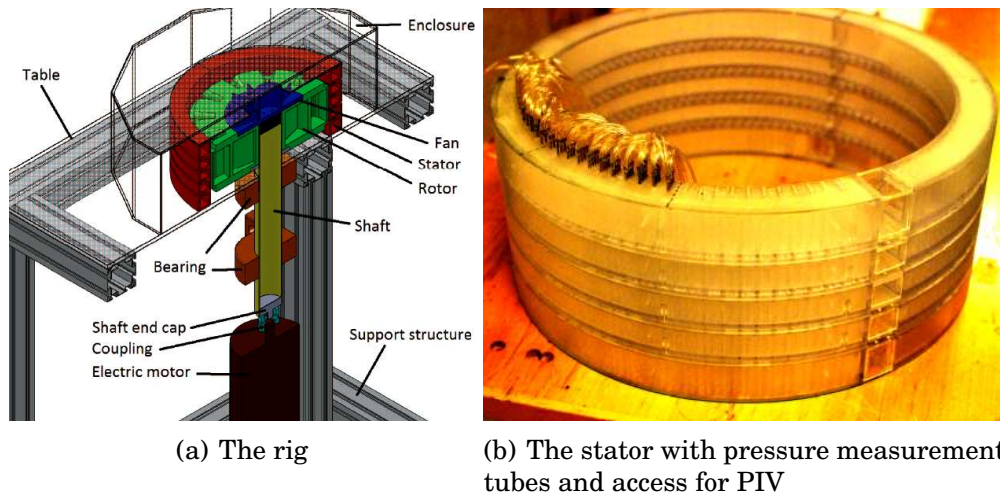 Enclosure
Table
Fan
Stator
Rotor
Shaft
Bearing
Shaft end cap
Coupling
Support structure
Electric motor
(a) The rig
(b) The stator with pressure measurement
tubes and access for PIV